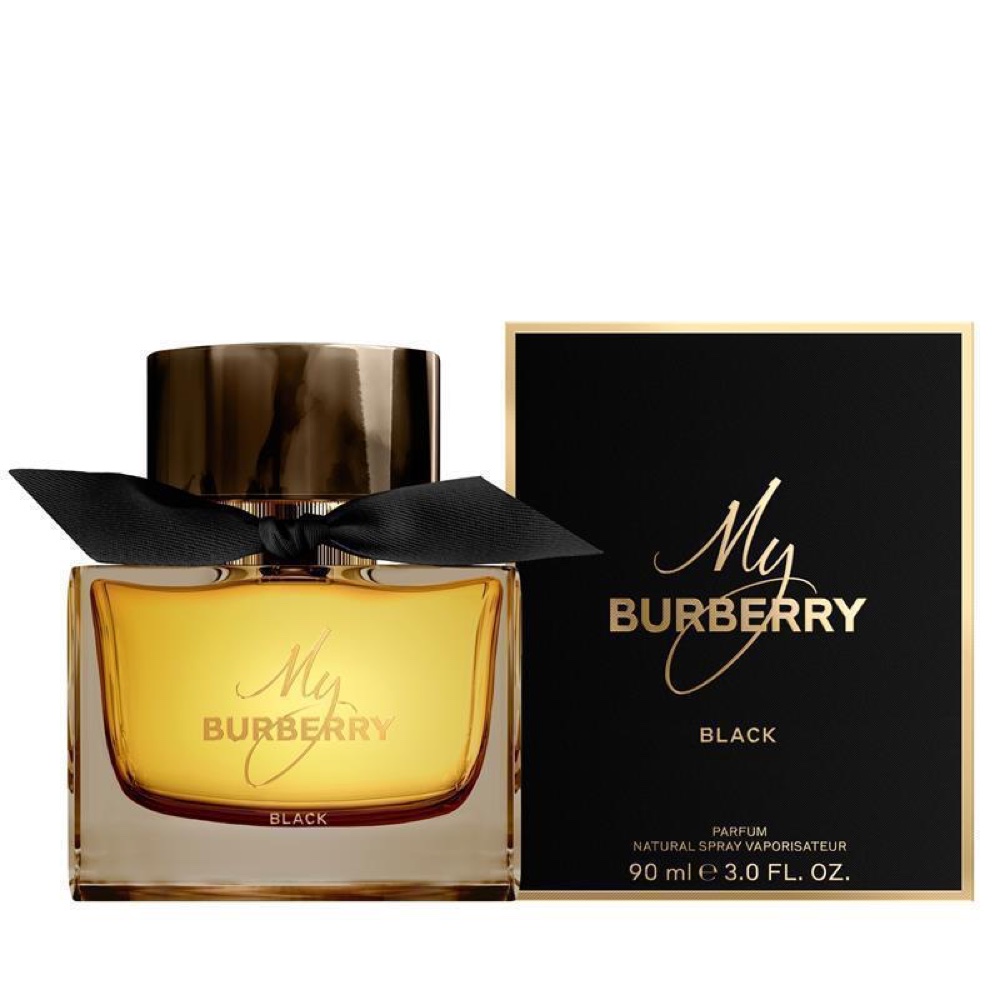 My
BURBERRY
BLACK
My
BURBERRY
BLACK
PARFUM
NATURAL SPRAY VAPORISATEUR
90 ml ℮ 3.0 FL. OZ.